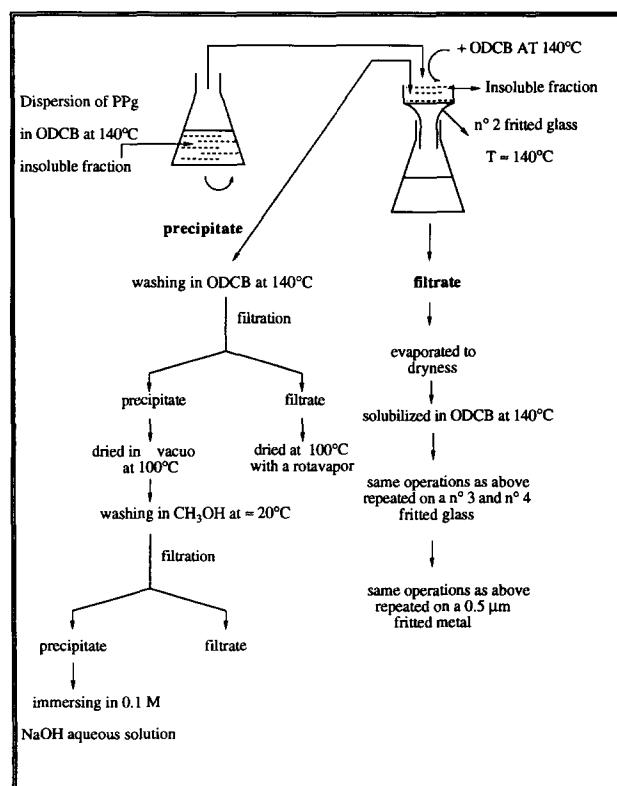 + ODCB AT 140°C
Insoluble fraction
Dispersion of PPg
in ODCB at 140°C
insoluble fraction
n° 2 fritted glass
T = 140°C
precipitate
washing in ODCB at 140°C
filtration
precipitate
filtrate
dried in vacuo
at 100°C
dried at 100°C
with a rotavapor
washing in CH₃OH at ≈ 20°C
filtration
precipitate
filtrate
immersing in 0.1 M
NaOH aqueous solution
filtrate
evaporated to
dryness
solubilized in ODCB at 140°C
same operations as above
repeated on a n° 3 and n° 4
fritted glass
same operations as above
repeated on a 0.5 µm
fritted metal